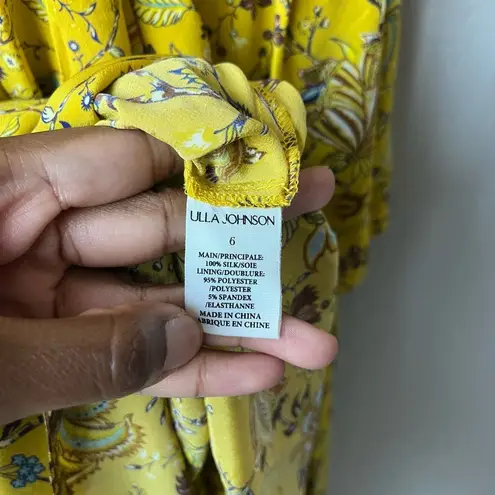 ULLA JOHNSON
6
MAIN/PRINCIPALE:
100% SILK/SOIE
LINING/DOUBLURE:
95% POLYESTER
/POLYESTER
5% SPANDEX
/ELASTHANNE
MADE IN CHINA
FABRIQUE EN CHINE